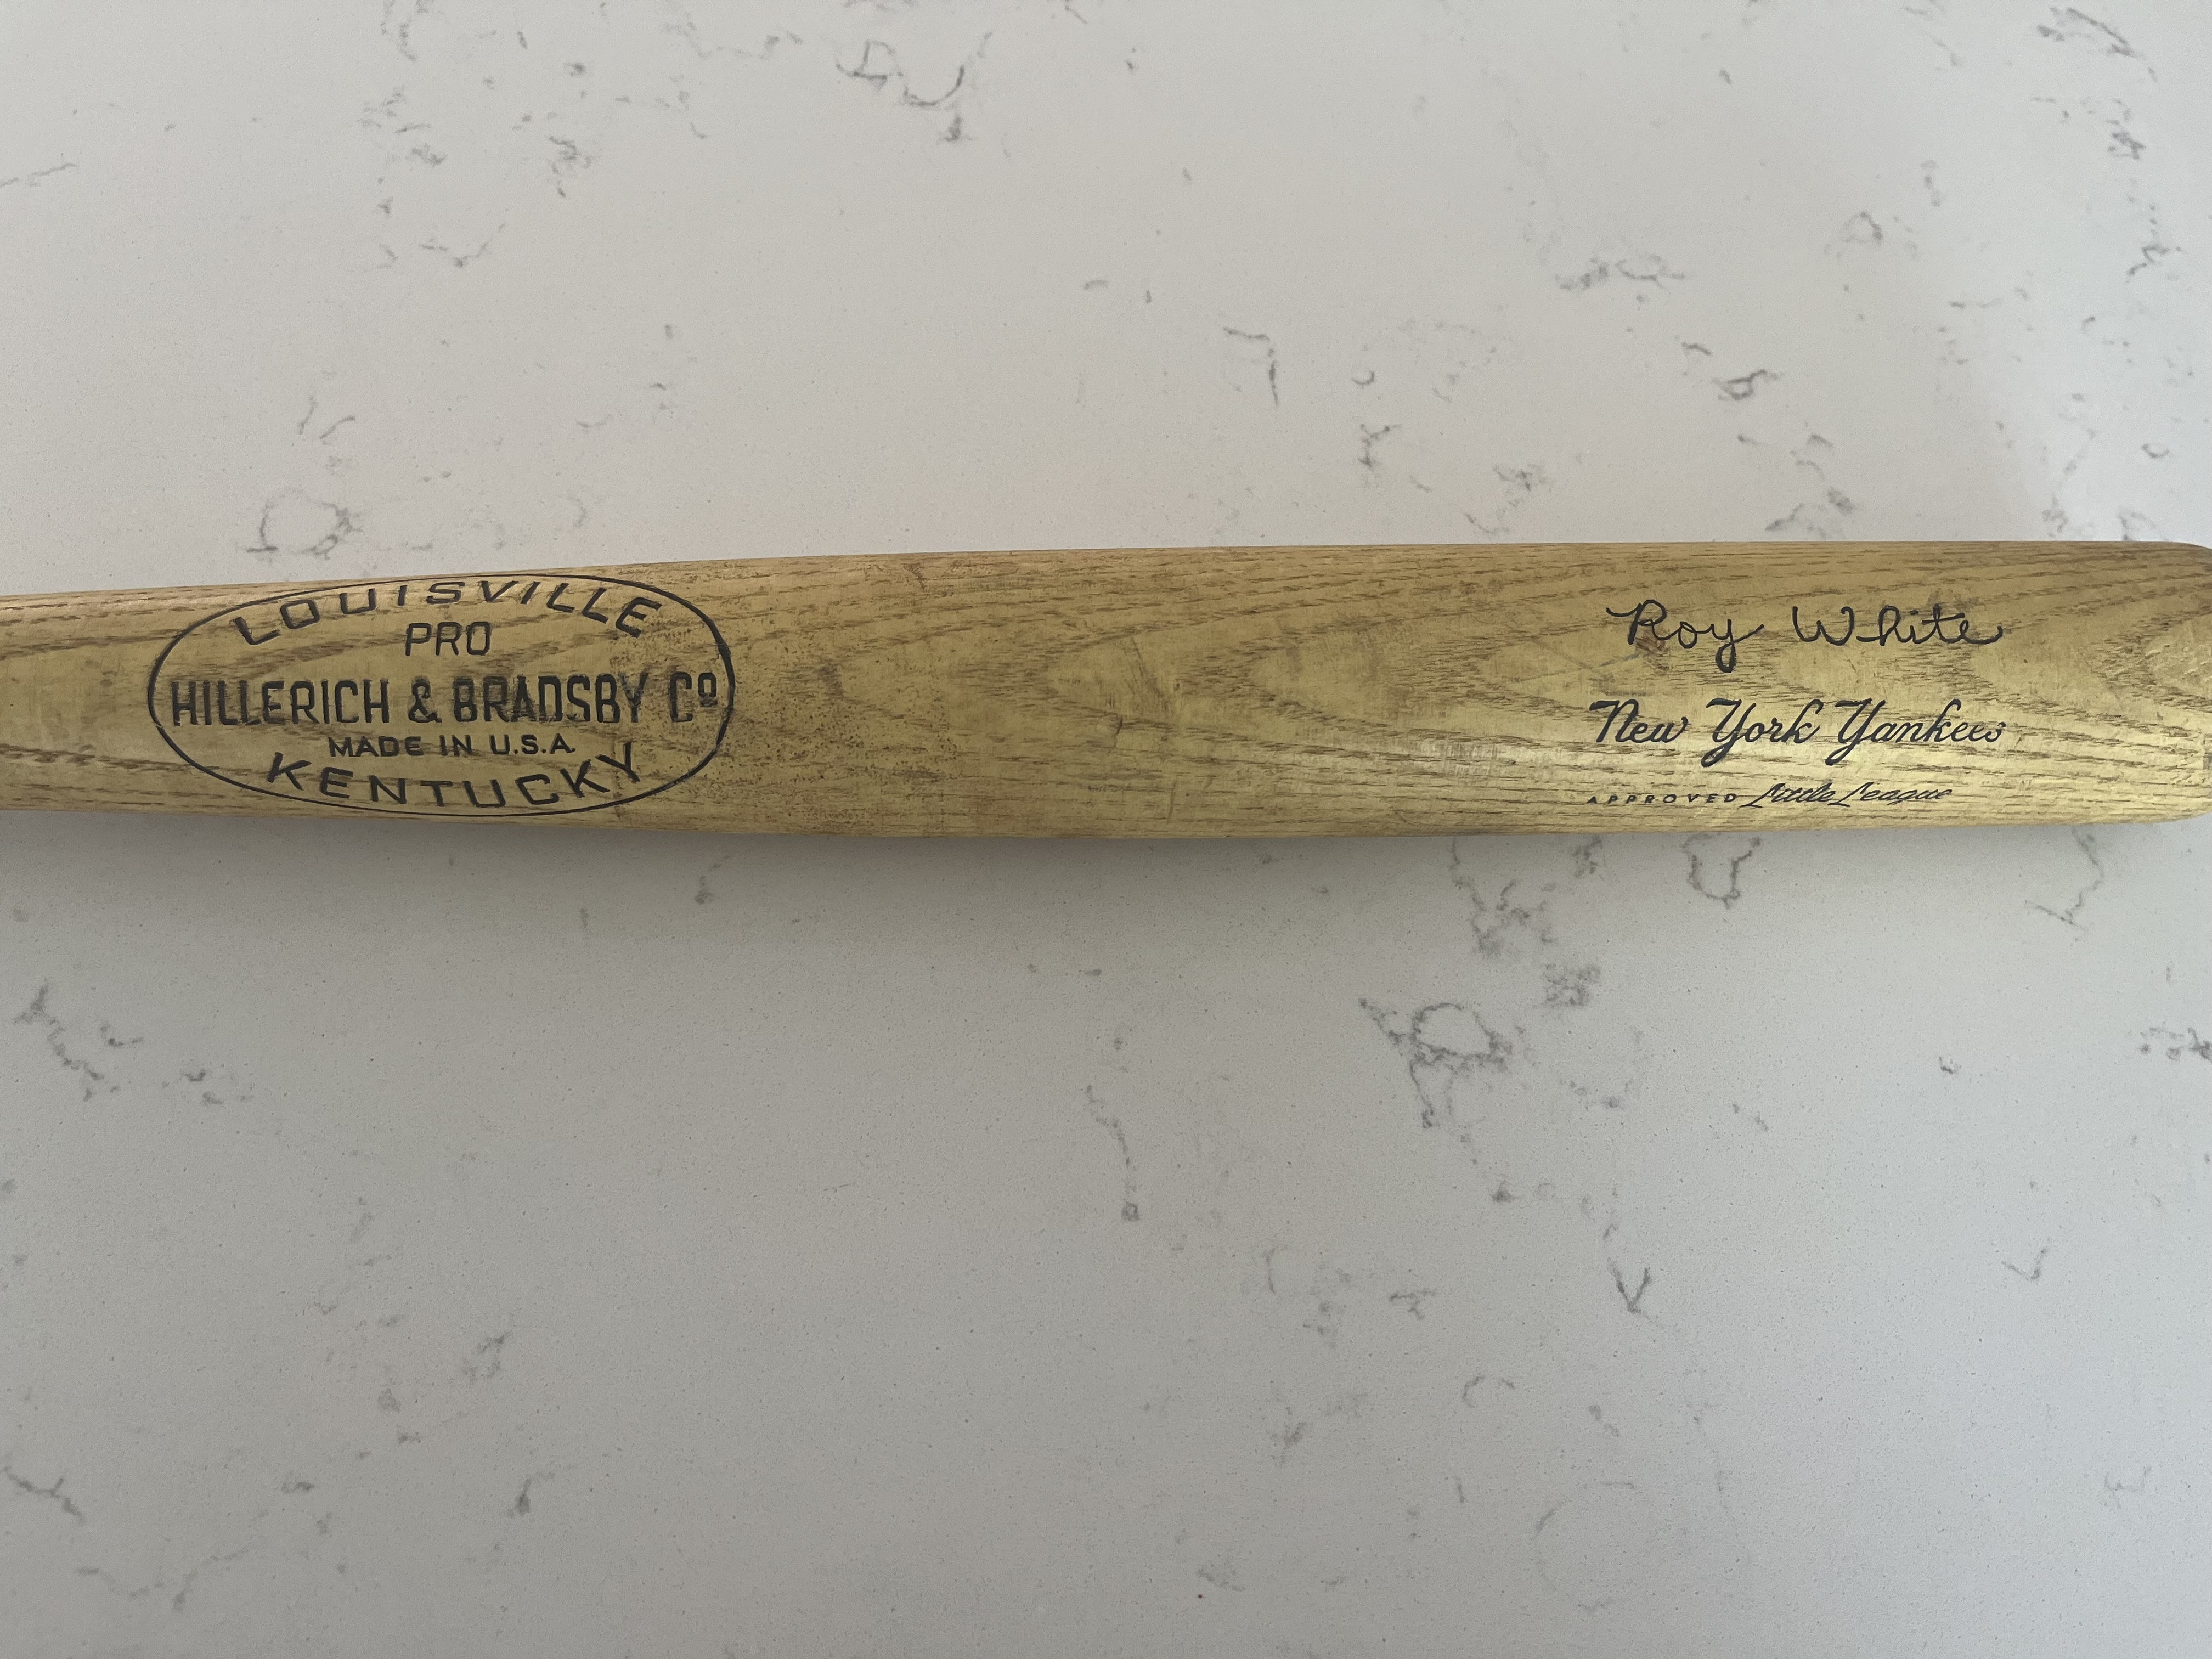 LOUISVILLE
PRO
HILLERICH & BRADSBY Cº
MADE IN U.S.A.
KENTUCKY
Roy White
New York Yankees
APPROVED Little League